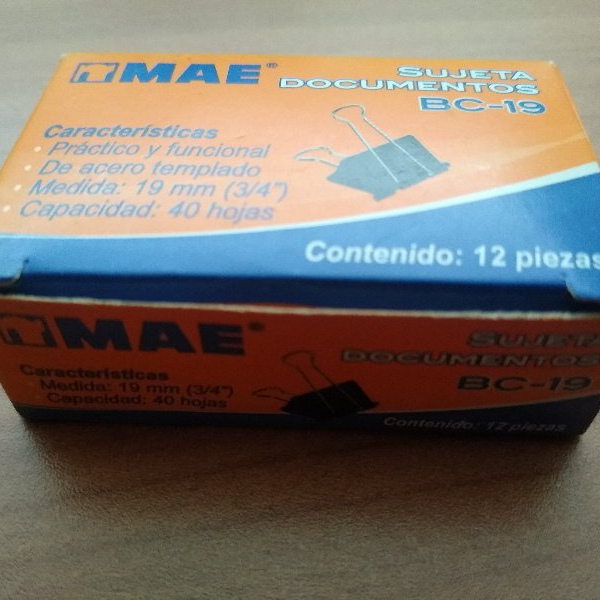 MAE®
SUJETA
DOCUMENTOS
BC-19
Características
• Práctico y funcional
• De acero templado
• Medida: 19 mm (3/4")
• Capacidad: 40 hojas
Contenido: 12 piezas
MAE®
SUJETA
DOCUMENTOS
BC-19
Características
Medida: 19 mm (3/4")
Capacidad: 40 hojas
Contenido: 12 piezas